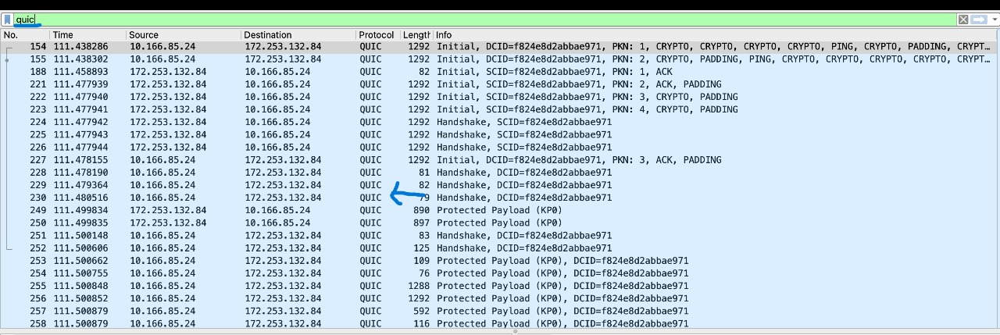 quic
No. Time Source Destination Protocol Length Info
154 111.438286 10.166.85.24 172.253.132.84 QUIC 1292 Initial, DCID=f824e8d2abbae971, PKN: 1, CRYPTO, CRYPTO, CRYPTO, CRYPTO, PING, CRYPTO, PADDING, CRYPT…
155 111.438302 10.166.85.24 172.253.132.84 QUIC 1292 Initial, DCID=f824e8d2abbae971, PKN: 2, CRYPTO, PADDING, PING, CRYPTO, CRYPTO, CRYPTO, CRYPTO, CRYPT…
188 111.458893 172.253.132.84 10.166.85.24 QUIC 82 Initial, SCID=f824e8d2abbae971, PKN: 1, ACK
221 111.477939 172.253.132.84 10.166.85.24 QUIC 1292 Initial, SCID=f824e8d2abbae971, PKN: 2, ACK, PADDING
222 111.477940 172.253.132.84 10.166.85.24 QUIC 1292 Initial, SCID=f824e8d2abbae971, PKN: 3, CRYPTO, PADDING
223 111.477941 172.253.132.84 10.166.85.24 QUIC 1292 Initial, SCID=f824e8d2abbae971, PKN: 4, CRYPTO, PADDING
224 111.477942 172.253.132.84 10.166.85.24 QUIC 1292 Handshake, SCID=f824e8d2abbae971
225 111.477943 172.253.132.84 10.166.85.24 QUIC 1292 Handshake, SCID=f824e8d2abbae971
226 111.477944 172.253.132.84 10.166.85.24 QUIC 1292 Handshake, SCID=f824e8d2abbae971
227 111.478155 10.166.85.24 172.253.132.84 QUIC 1292 Initial, DCID=f824e8d2abbae971, PKN: 3, ACK, PADDING
228 111.478190 10.166.85.24 172.253.132.84 QUIC 81 Handshake, DCID=f824e8d2abbae971
229 111.479364 10.166.85.24 172.253.132.84 QUIC 82 Handshake, DCID=f824e8d2abbae971
230 111.480516 10.166.85.24 172.253.132.84 QUIC 79 Handshake, DCID=f824e8d2abbae971
249 111.499834 172.253.132.84 10.166.85.24 QUIC 890 Protected Payload (KP0)
250 111.499835 172.253.132.84 10.166.85.24 QUIC 897 Protected Payload (KP0)
251 111.500148 10.166.85.24 172.253.132.84 QUIC 83 Handshake, DCID=f824e8d2abbae971
252 111.500606 10.166.85.24 172.253.132.84 QUIC 125 Handshake, DCID=f824e8d2abbae971
253 111.500662 10.166.85.24 172.253.132.84 QUIC 109 Protected Payload (KP0), DCID=f824e8d2abbae971
254 111.500755 10.166.85.24 172.253.132.84 QUIC 76 Protected Payload (KP0), DCID=f824e8d2abbae971
255 111.500848 10.166.85.24 172.253.132.84 QUIC 1288 Protected Payload (KP0), DCID=f824e8d2abbae971
256 111.500852 10.166.85.24 172.253.132.84 QUIC 1292 Protected Payload (KP0), DCID=f824e8d2abbae971
257 111.500879 10.166.85.24 172.253.132.84 QUIC 592 Protected Payload (KP0), DCID=f824e8d2abbae971
258 111.500879 10.166.85.24 172.253.132.84 QUIC 116 Protected Payload (KP0), DCID=f824e8d2abbae971